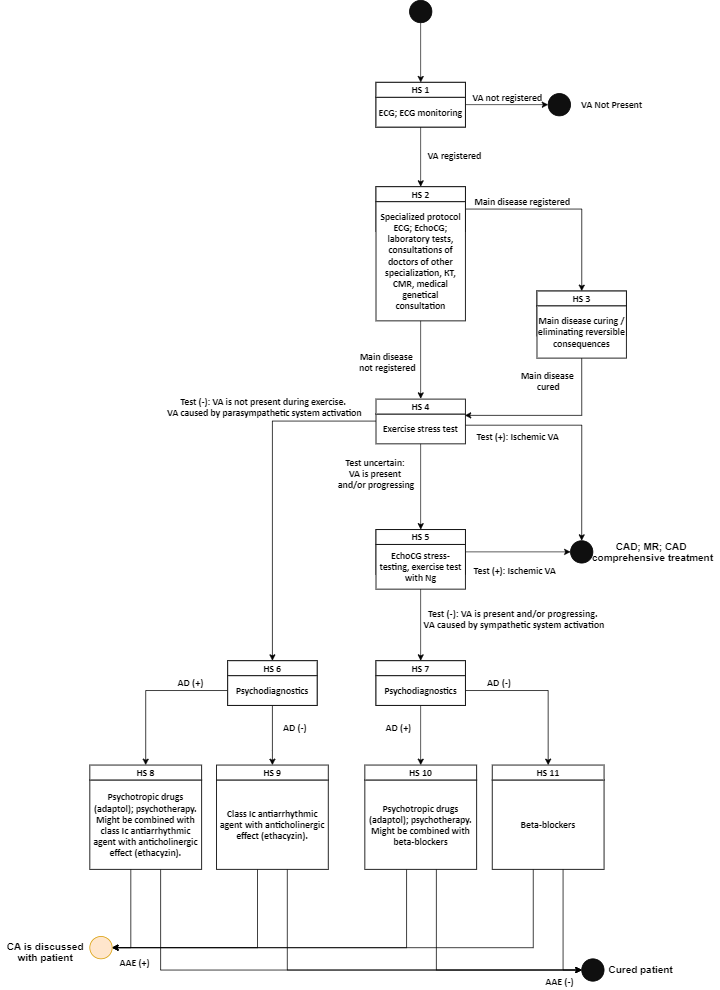 HS 1
ECG; ECG monitoring
VA not registered
VA Not Present
VA registered
HS 2
Specialized protocol
ECG; EchoCG;
laboratory tests,
consultations of
doctors of other
specialization, KT,
CMR, medical
genetical
consultation
Main disease registered
HS 3
Main disease curing /
eliminating reversible
consequences
Main disease
not registered
Main disease
cured
HS 4
Exercise stress test
Test (-): VA is not present during exercise.
VA caused by parasympathetic system activation
Test (+): Ischemic VA
Test uncertain:
VA is present
and/or progressing
HS 5
EchoCG stress-
testing, exercise test
with Ng
Test (+): Ischemic VA
CAD; MR; CAD
comprehensive treatment
Test (-): VA is present and/or progressing.
VA caused by sympathetic system activation
HS 6
Psychodiagnostics
HS 7
Psychodiagnostics
AD (+)
AD (-)
AD (+)
AD (-)
HS 8
Psychotropic drugs
(adaptol); psychotherapy.
Might be combined with
class Ic antiarrhythmic
agent with anticholinergic
effect (ethacyzin).
HS 9
Class Ic antiarrhythmic
agent with anticholinergic
effect (ethacyzin).
HS 10
Psychotropic drugs
(adaptol); psychotherapy.
Might be combined with
beta-blockers
HS 11
Beta-blockers
CA is discussed
with patient
AAE (+)
AAE (-)
Cured patient